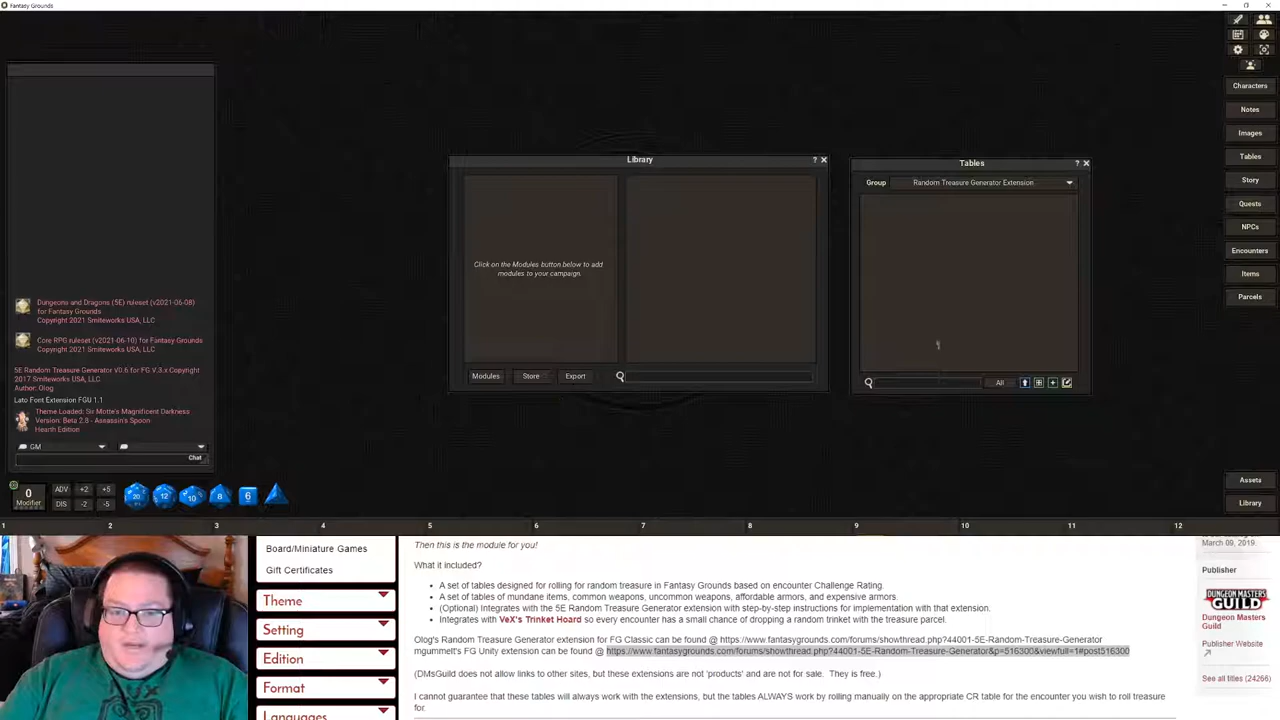 Fantasy Grounds
Characters
Notes
Images
Tables
Story
Quests
NPCs
Encounters
Items
Parcels
Assets
Library
Library
?
Click on the Modules button below to add
modules to your campaign.
Modules
Store
Export
Tables
?
Group
Random Treasure Generator Extension
All
Dungeons and Dragons (5E) ruleset (v2021-06-08)
for Fantasy Grounds
Copyright 2021 Smiteworks USA, LLC
Core RPG ruleset (v2021-06-10) for Fantasy Grounds
Copyright 2021 Smiteworks USA, LLC
5E Random Treasure Generator V0.6 for FG V.3.x Copyright
2017 Smiteworks USA, LLC
Author: Olog
Lato Font Extension FGU 1.1
Theme Loaded: Sir Motte's Magnificent Darkness
Version: Beta 2.8 - Assassin's Spoon
Hearth Edition
GM
Chat
0
Modifier
ADV +2 +5
DIS -2 -5
20 12 10 8 6
1 2 3 4 5 6 7 8 9 10 11 12
Board/Miniature Games
Gift Certificates
Theme
Setting
Edition
Format
Languages
Then this is the module for you!
What it included?
• A set of tables designed for rolling for random treasure in Fantasy Grounds based on encounter Challenge Rating.
• A set of tables of mundane items, common weapons, uncommon weapons, affordable armors, and expensive armors.
• (Optional) Integrates with the 5E Random Treasure Generator extension with step-by-step instructions for implementation with that extension.
• Integrates with VeX's Trinket Hoard so every encounter has a small chance of dropping a random trinket with the treasure parcel.
Olog's Random Treasure Generator extension for FG Classic can be found @ https://www.fantasygrounds.com/forums/showthread.php?44001-5E-Random-Treasure-Generator
mgummelt's FG Unity extension can be found @ https://www.fantasygrounds.com/forums/showthread.php?44001-5E-Random-Treasure-Generator&p=516300&viewfull=1#post516300
(DMsGuild does not allow links to other sites, but these extensions are not 'products' and are not for sale. They is free.)
I cannot guarantee that these tables will always work with the extensions, but the tables ALWAYS work by rolling manually on the appropriate CR table for the encounter you wish to roll treasure
for.
March 09, 2019.
Publisher
DUNGEON MASTERS
GUILD
Dungeon Masters
Guild
Publisher Website
See all titles (24266)